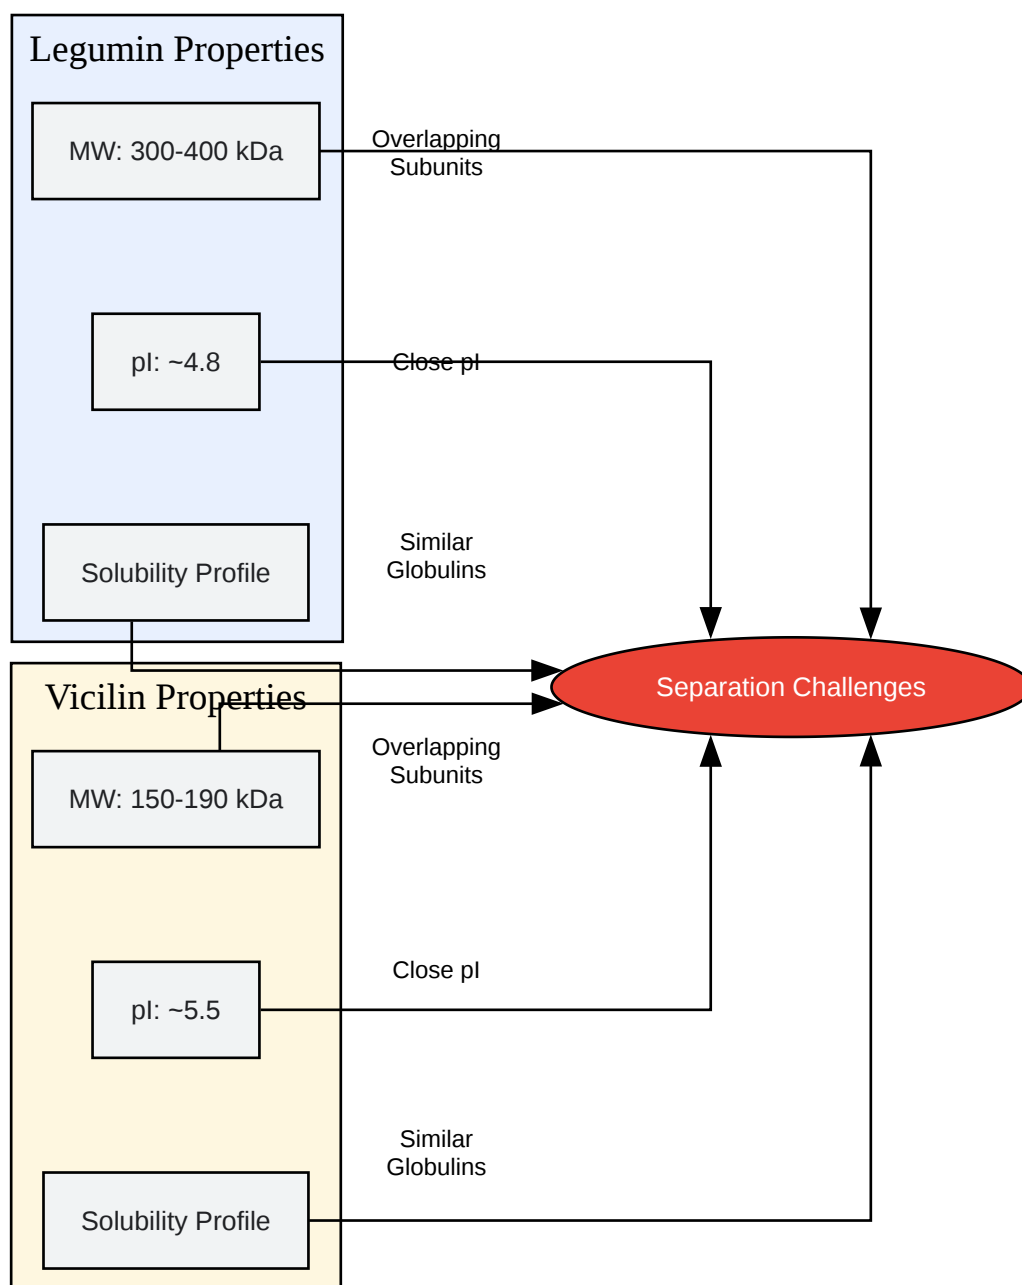 Legumin Properties
MW: 300-400 kDa
Overlapping
Subunits
pI: ~4.8
Close pI
Solubility Profile
Similar
Globulins
Separation Challenges
Vicilin Properties
MW: 150-190 kDa
Overlapping
Subunits
pI: ~5.5
Close pI
Solubility Profile
Similar
Globulins